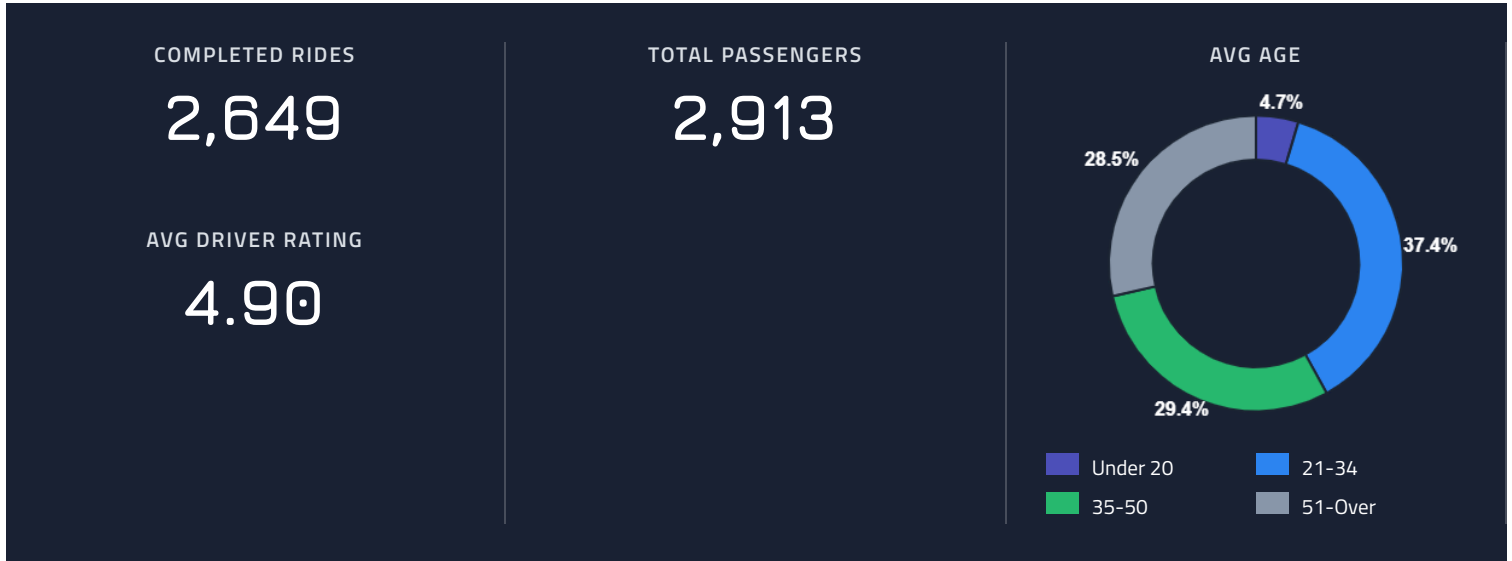 COMPLETED RIDES
2,649
AVG DRIVER RATING
4.90
TOTAL PASSENGERS
2,913
AVG AGE
4.7%
28.5%
37.4%
29.4%
Under 20
21-34
35-50
51-Over